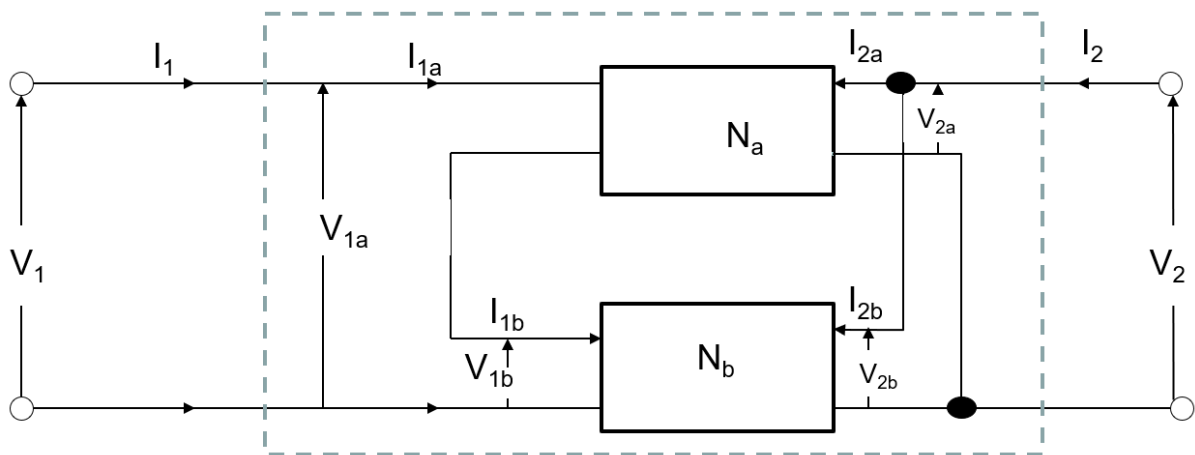 I1 I1a I2a I2
V2a
Na
V1a
V1 V2
I1b I2b
V1b Nb V2b